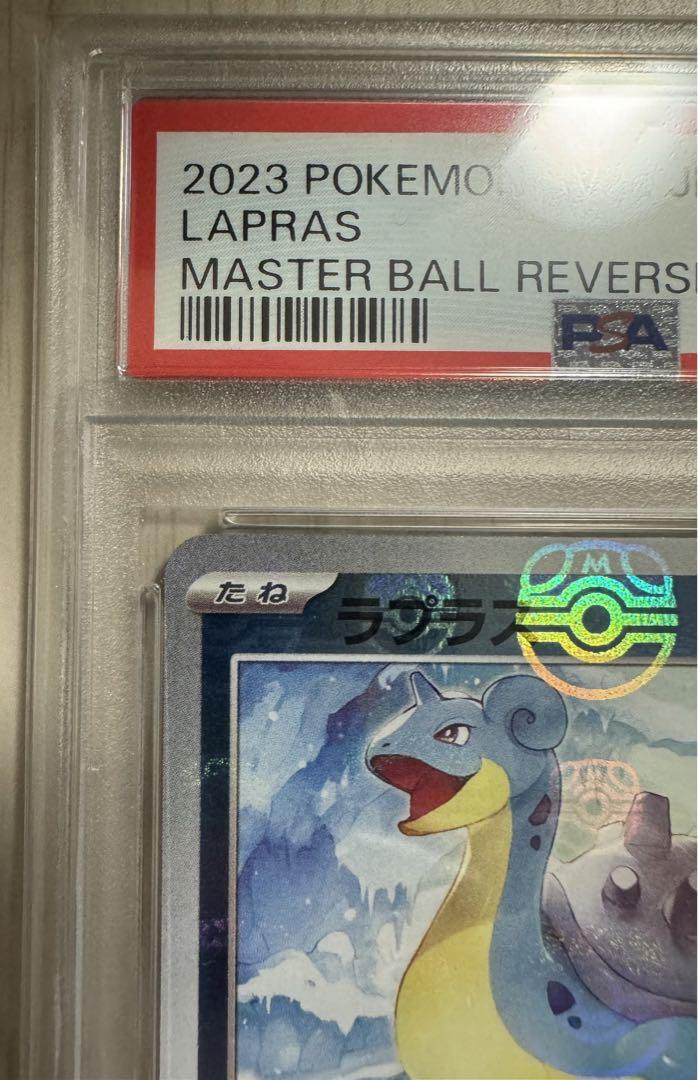 2023 POKEMO
LAPRAS
MASTER BALL REVERS
PSA
たね
ラプラス
M
M